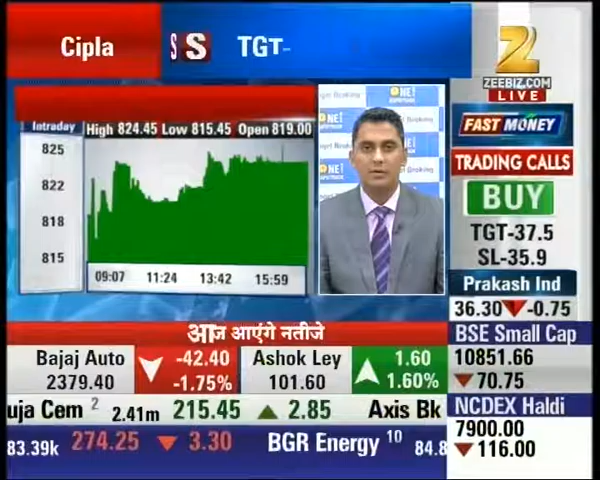 Cipla
S S TGT-
Z
ZEEBIZ.COM
LIVE
Intraday
High 824.45 Low 815.45 Open 819.00
825
822
818
815
09:07 11:24 13:42 15:59
FAST MONEY
TRADING CALLS
BUY
TGT-37.5
SL-35.9
Prakash Ind
36.30 -0.75
आज आएंगे नतीजे
Bajaj Auto
2379.40
-42.40
-1.75%
Ashok Ley
101.60
1.60
1.60%
BSE Small Cap
10851.66
70.75
uja Cem 2 2.41m 215.45 2.85 Axis Bk
NCDEX Haldi
7900.00
116.00
83.39k 274.25 3.30 BGR Energy 10 84.8